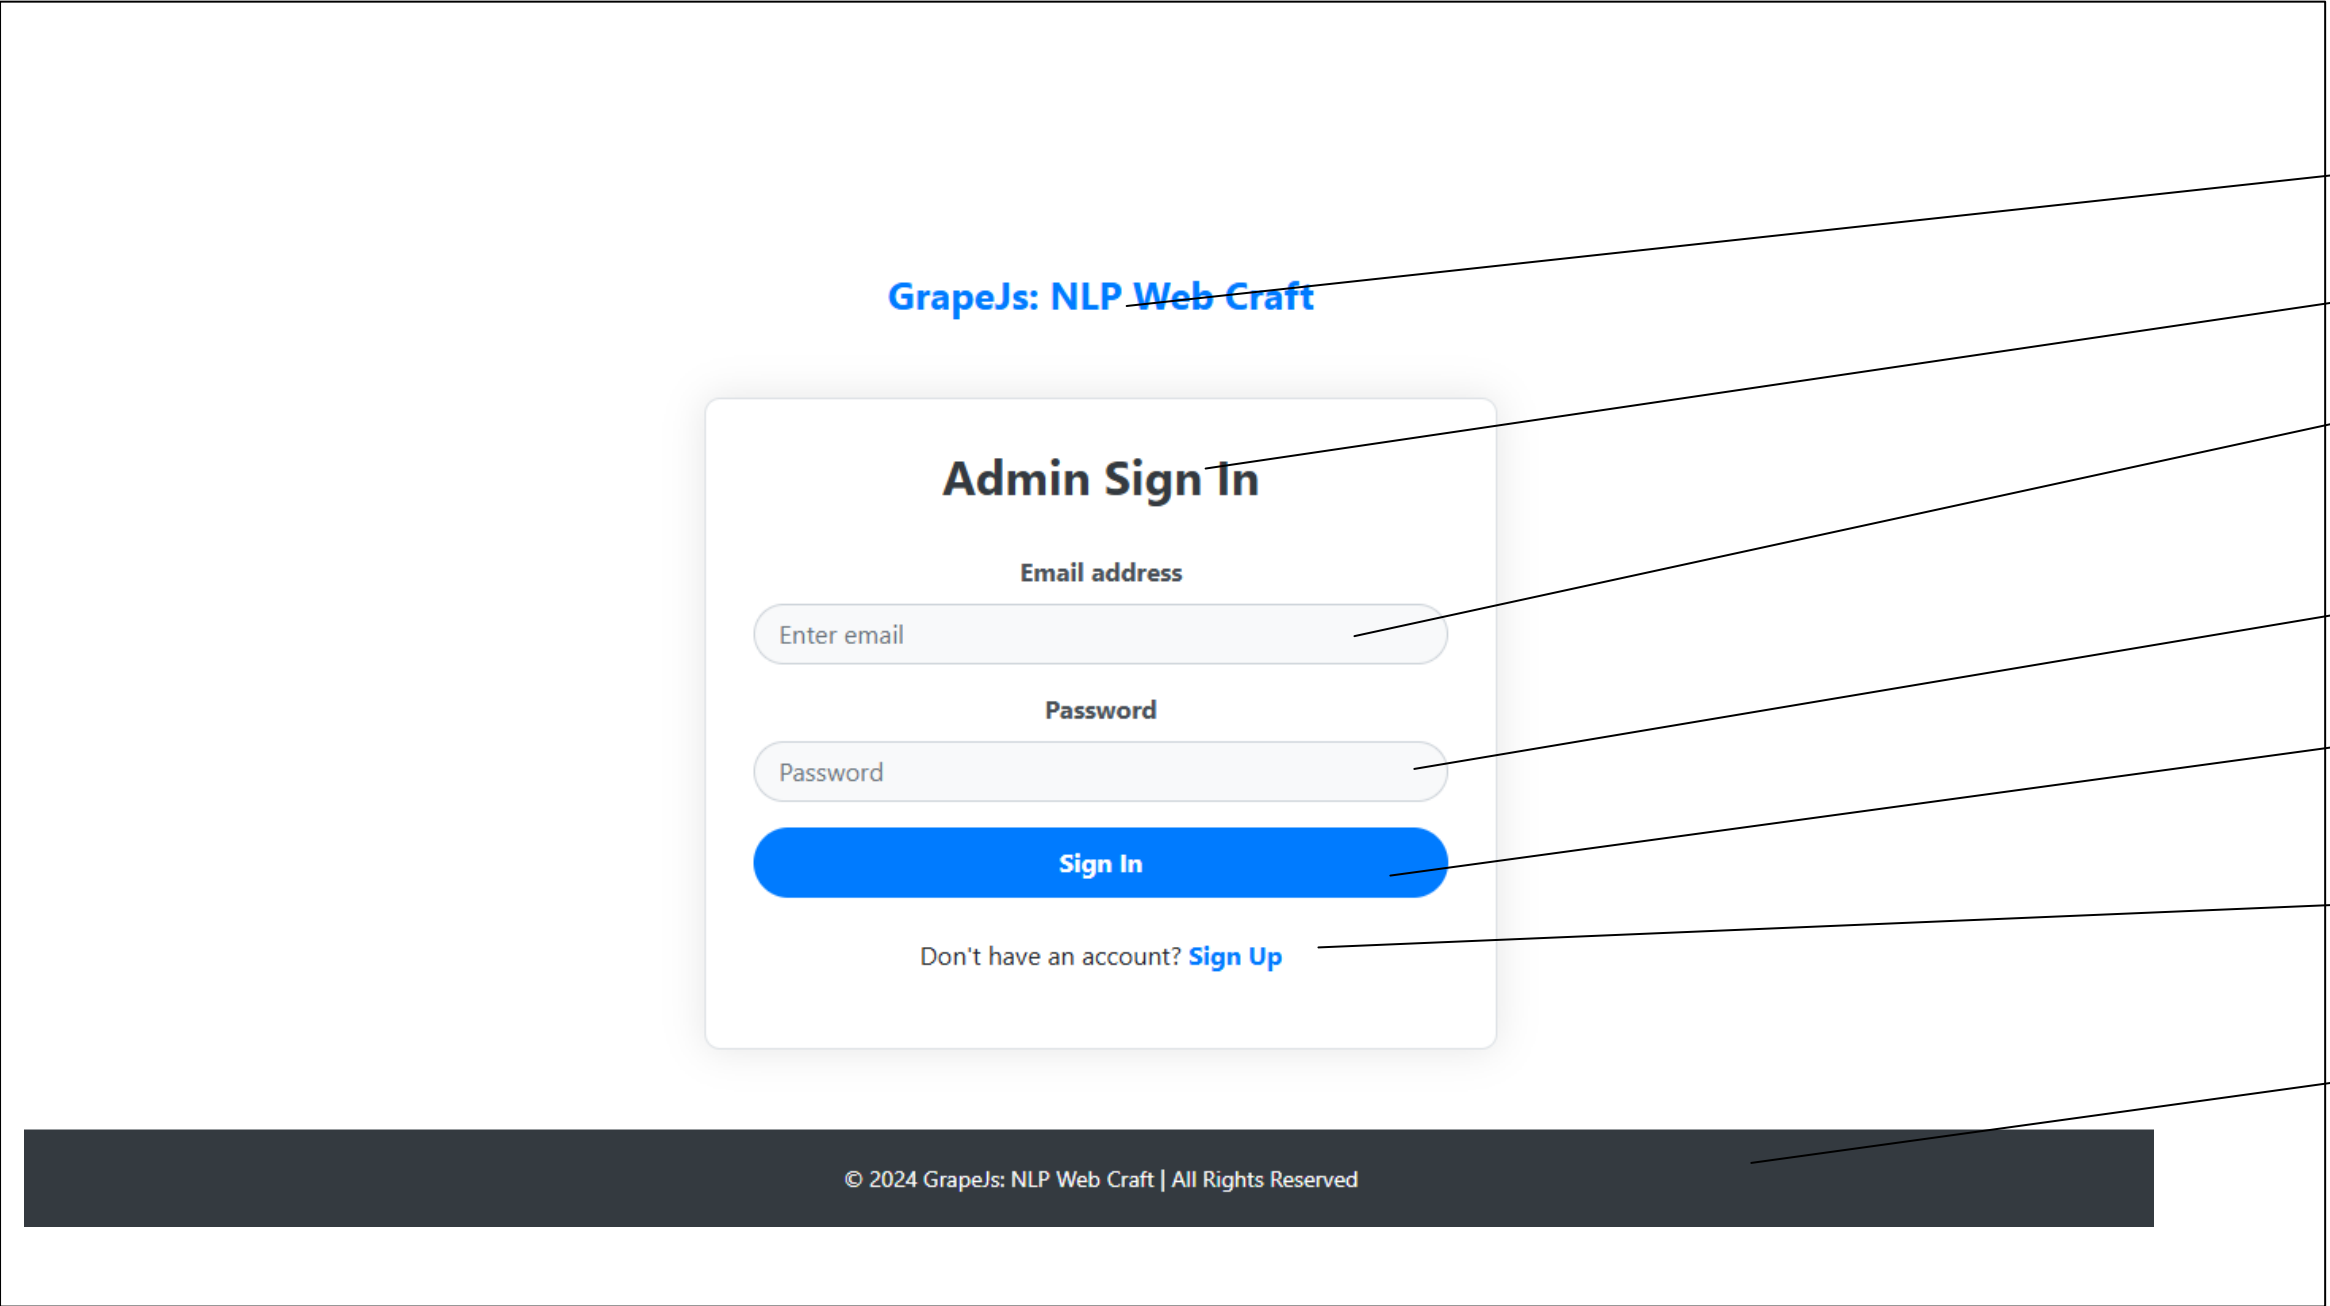 GrapeJs: NLP Web Craft
Admin Sign In
Email address
Enter email
Password
Password
Sign In
Don't have an account? Sign Up
© 2024 GrapeJs: NLP Web Craft | All Rights Reserved